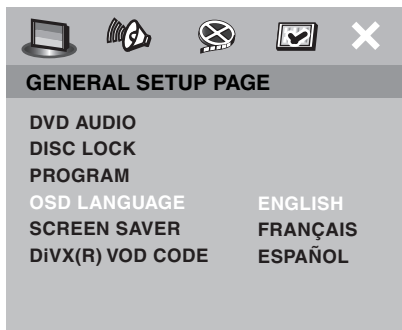 GENERAL SETUP PAGE
DVD AUDIO
DISC LOCK
PROGRAM
OSD LANGUAGE ENGLISH
SCREEN SAVER FRANÇAIS
DiVX(R) VOD CODE ESPAÑOL